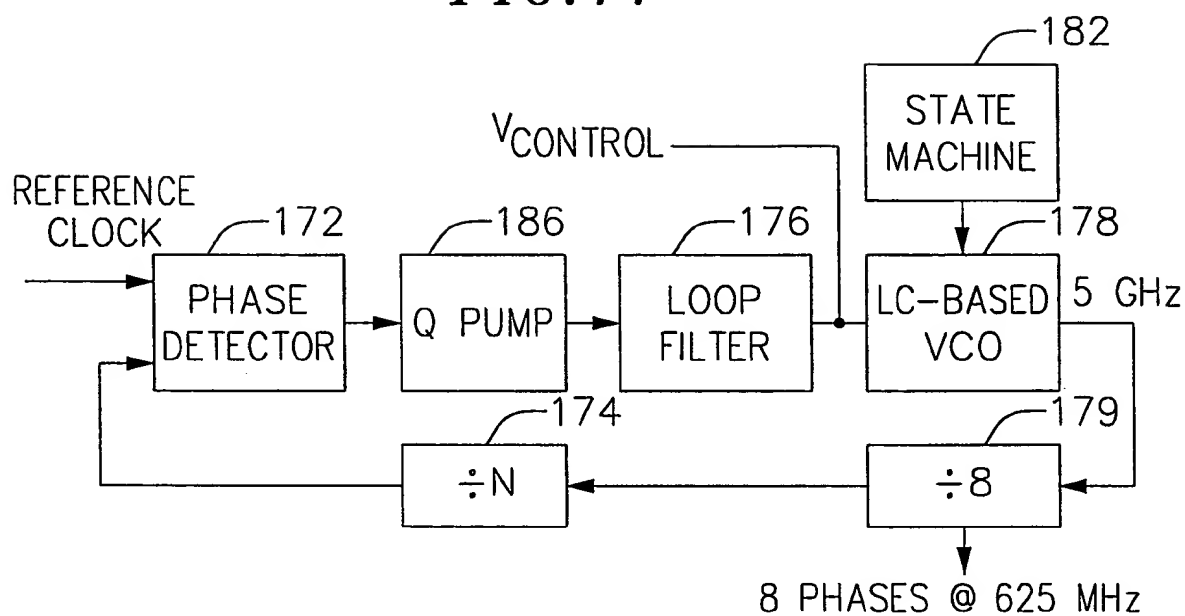 182
STATE
MACHINE
VCONTROL
REFERENCE
CLOCK
172
186
176
178
PHASE
DETECTOR
Q PUMP
LOOP
FILTER
LC-BASED
VCO
5 GHz
174
179
÷N
÷8
8 PHASES @ 625 MHz